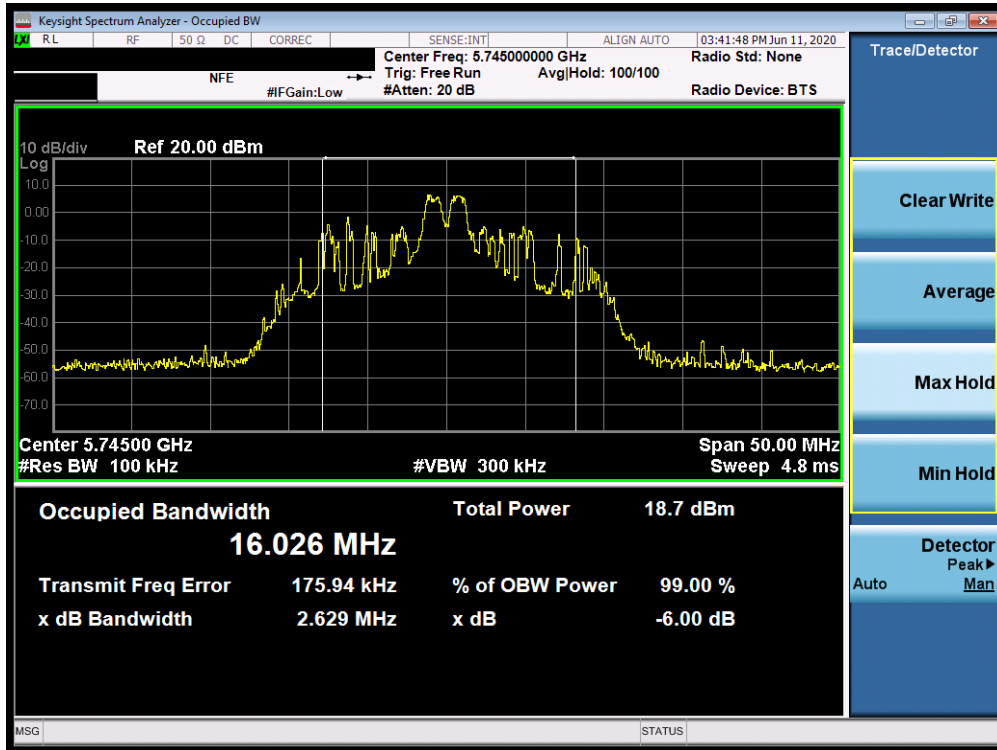 Keysight Spectrum Analyzer - Occupied BW
LXI RL RF 50 Ω DC CORREC SENSE:INT ALIGN AUTO 03:41:48 PM Jun 11, 2020
Center Freq: 5.745000000 GHz Radio Std: None
NFE Trig: Free Run Avg|Hold: 100/100
#IFGain:Low #Atten: 20 dB Radio Device: BTS
10 dB/div Ref 20.00 dBm
Log
10.0
0.00
-10.0
-20.0
-30.0
-40.0
-50.0
-60.0
-70.0
Center 5.74500 GHz Span 50.00 MHz
#Res BW 100 kHz #VBW 300 kHz Sweep 4.8 ms
Occupied Bandwidth Total Power 18.7 dBm
16.026 MHz
Transmit Freq Error 175.94 kHz % of OBW Power 99.00 %
x dB Bandwidth 2.629 MHz x dB -6.00 dB
MSG STATUS
Trace/Detector
Clear Write
Average
Max Hold
Min Hold
Detector
Peak▶
Auto Man